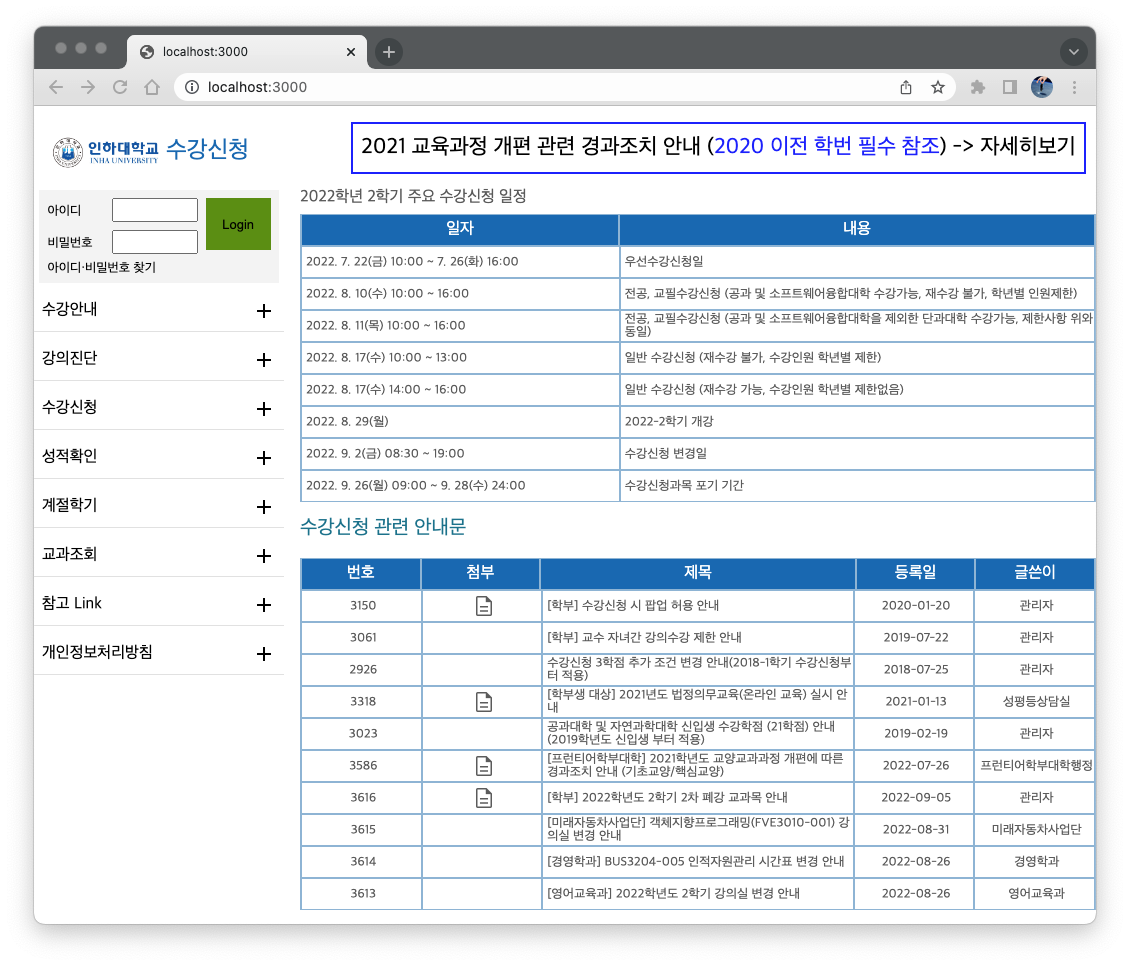 localhost:3000
localhost:3000
인하대학교 수강신청
INHA UNIVERSITY
2021 교육과정 개편 관련 경과조치 안내 (2020 이전 학번 필수 참조) -> 자세히보기
아이디
비밀번호
Login
아이디·비밀번호 찾기
수강안내
강의진단
수강신청
성적확인
계절학기
교과조회
참고 Link
개인정보처리방침
2022학년 2학기 주요 수강신청 일정
일자 내용
2022. 7. 22(금) 10:00 ~ 7. 26(화) 16:00 우선수강신청일
2022. 8. 10(수) 10:00 ~ 16:00 전공, 교필수강신청 (공과 및 소프트웨어융합대학 수강가능, 재수강 불가, 학년별 인원제한)
2022. 8. 11(목) 10:00 ~ 16:00 전공, 교필수강신청 (공과 및 소프트웨어융합대학을 제외한 단과대학 수강가능, 제한사항 위와
동일)
2022. 8. 17(수) 10:00 ~ 13:00 일반 수강신청 (재수강 불가, 수강인원 학년별 제한)
2022. 8. 17(수) 14:00 ~ 16:00 일반 수강신청 (재수강 가능, 수강인원 학년별 제한없음)
2022. 8. 29(월) 2022-2학기 개강
2022. 9. 2(금) 08:30 ~ 19:00 수강신청 변경일
2022. 9. 26(월) 09:00 ~ 9. 28(수) 24:00 수강신청과목 포기 기간
수강신청 관련 안내문
번호 첨부 제목 등록일 글쓴이
3150 [학부] 수강신청 시 팝업 허용 안내 2020-01-20 관리자
3061 [학부] 교수 자녀간 강의수강 제한 안내 2019-07-22 관리자
2926 수강신청 3학점 추가 조건 변경 안내(2018-1학기 수강신청부
터 적용) 2018-07-25 관리자
3318 [학부생 대상] 2021년도 법정의무교육(온라인 교육) 실시 안
내 2021-01-13 성평등상담실
3023 공과대학 및 자연과학대학 신입생 수강학점 (21학점) 안내
(2019학년도 신입생 부터 적용) 2019-02-19 관리자
3586 [프런티어학부대학] 2021학년도 교양교과과정 개편에 따른
경과조치 안내 (기초교양/핵심교양) 2022-07-26 프런티어학부대학행정
3616 [학부] 2022학년도 2학기 2차 폐강 교과목 안내 2022-09-05 관리자
3615 [미래자동차사업단] 객체지향프로그래밍(FVE3010-001) 강
의실 변경 안내 2022-08-31 미래자동차사업단
3614 [경영학과] BUS3204-005 인적자원관리 시간표 변경 안내 2022-08-26 경영학과
3613 [영어교육과] 2022학년도 2학기 강의실 변경 안내 2022-08-26 영어교육과